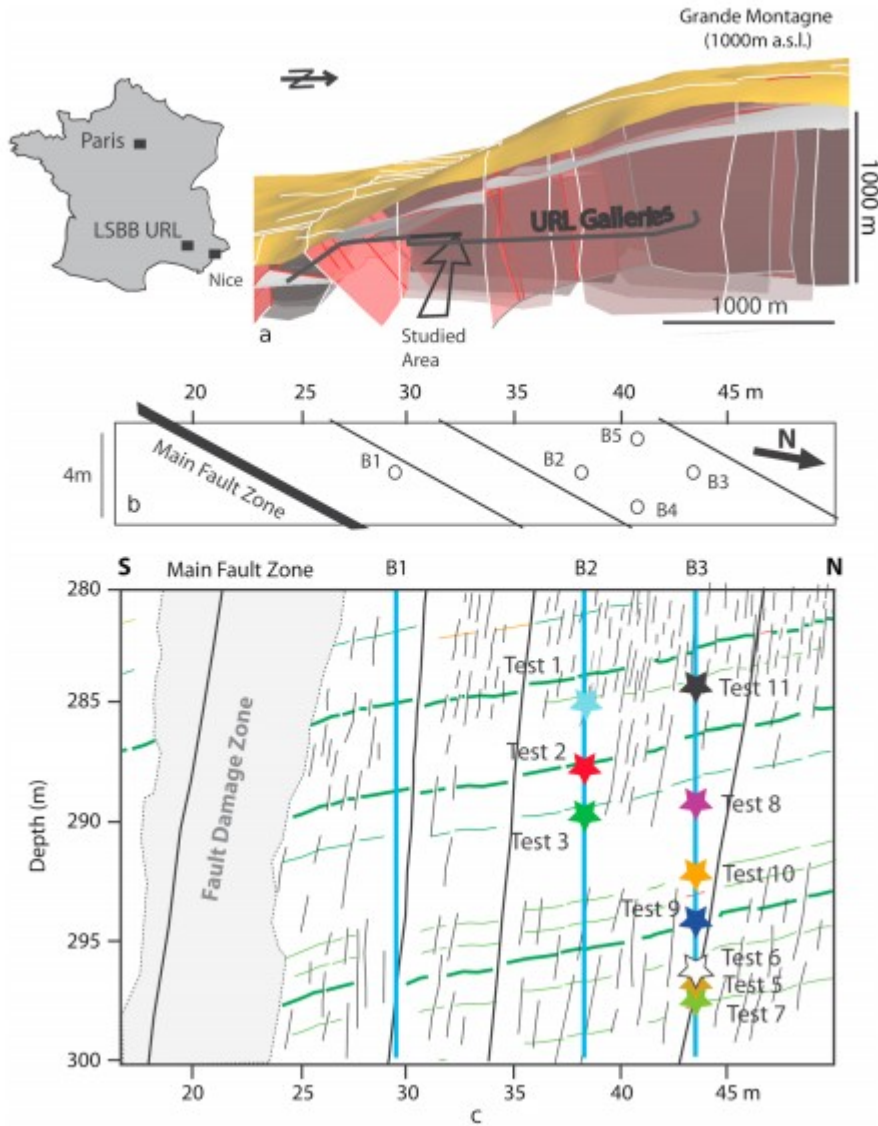 Grande Montagne
(1000m a.s.l.)
Z
Paris
LSBB URL
Nice
URL Galleries
1000 m
1000 m
Studied
Area
a
20 25 30 35 40 45 m
4m
Main Fault Zone
B1
B2
B5
B4
B3
N
b
S Main Fault Zone B1 B2 B3 N
280
285
290
295
300
Depth (m)
Fault Damage Zone
Test 1
Test 11
Test 2
Test 8
Test 3
Test 10
Test 9
Test 6
Test 5
Test 7
20 25 30 35 40 45 m
c